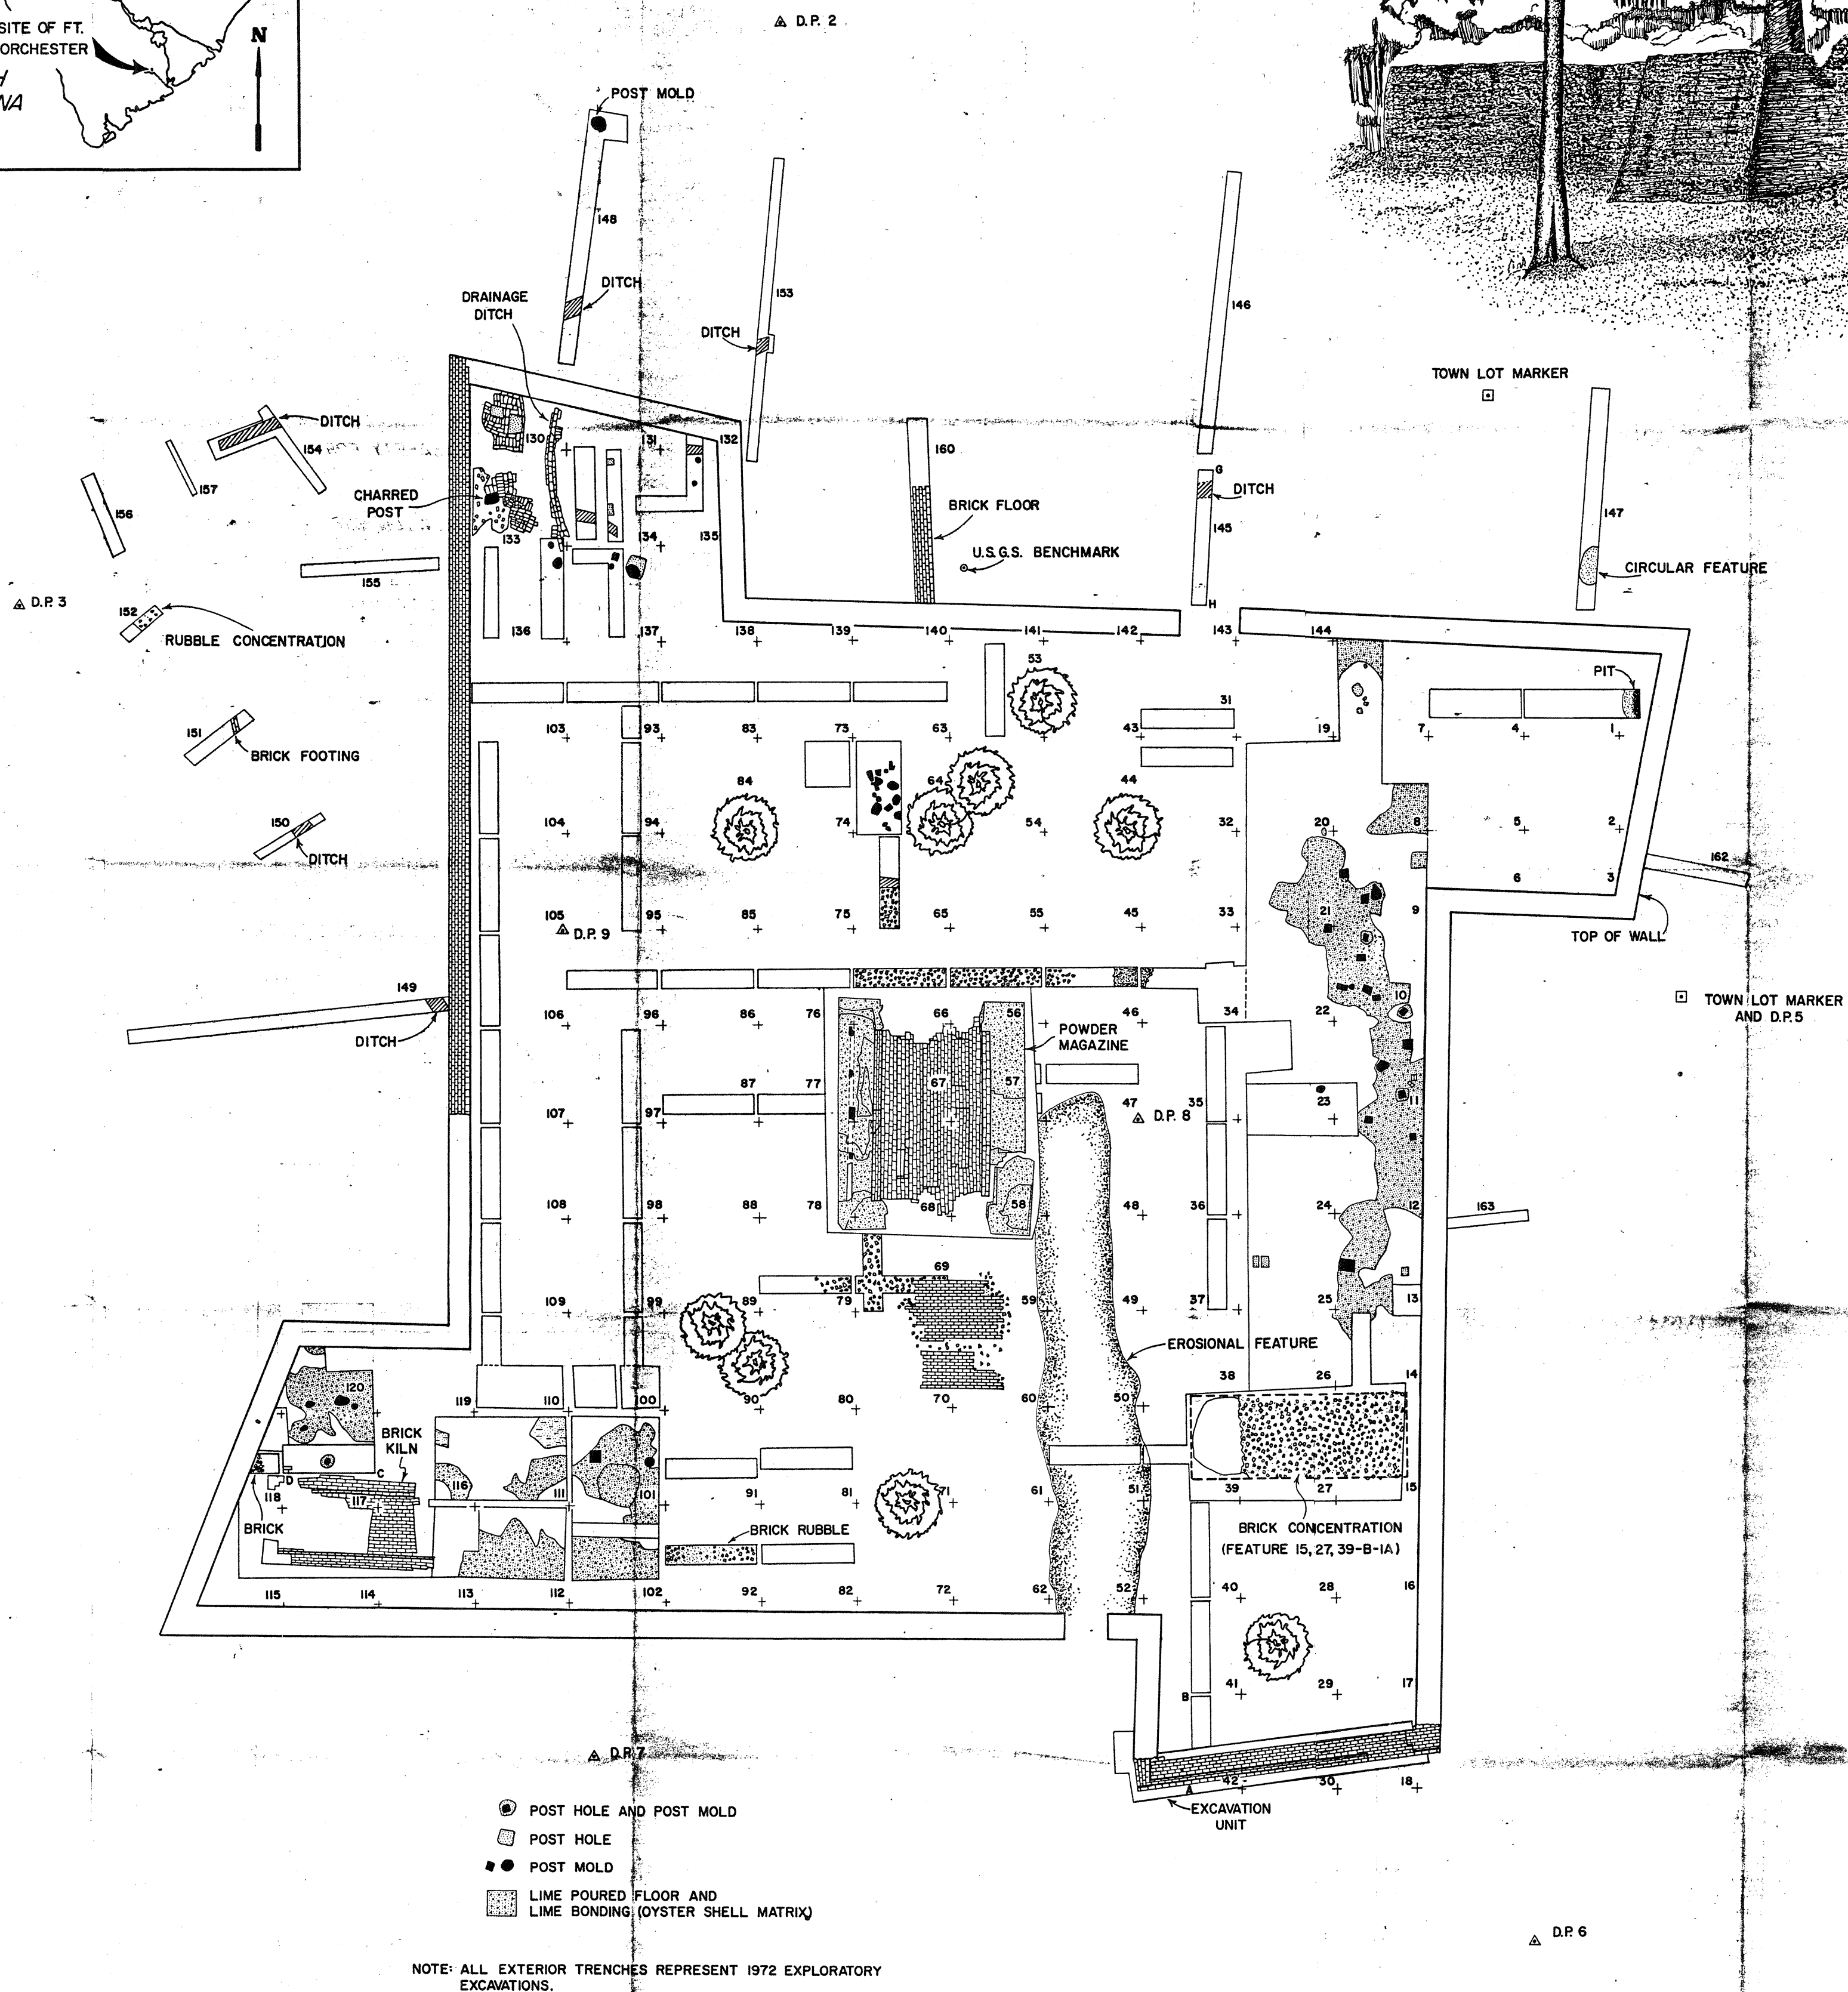 SITE OF FT.
ORCHESTER
H
NA
N
D.P. 2
POST MOLD
148
DITCH
153
DRAINAGE
DITCH
DITCH
146
TOWN LOT MARKER
DITCH
154
157
156
CHARRED
POST
155
130
131
132
133
134
135
160
BRICK FLOOR
U.S.G.S. BENCHMARK
G
DITCH
145
H
147
CIRCULAR FEATURE
D.P. 3
152
RUBBLE CONCENTRATION
136
137
138
139
140
141
142
143
144
53
PIT
31
151
BRICK FOOTING
103
93
83
73
63
43
19
7
4
1
84
64
44
150
DITCH
104
94
74
54
32
20
8
5
2
162
6
3
105
95
85
75
65
55
45
33
21
9
D.P. 9
TOP OF WALL
149
DITCH
10
TOWN LOT MARKER
AND D.P. 5
106
96
86
76
66
56
46
34
22
POWDER
MAGAZINE
87
77
67
57
107
97
47
D.P. 8
35
23
11
108
98
88
78
68
58
48
36
24
12
163
69
109
99
89
79
59
49
37
25
13
EROSIONAL FEATURE
120
119
110
100
90
80
70
60
50
38
26
14
BRICK
KILN
D
C
118
117
116
111
101
91
81
71
61
51
39
27
15
BRICK
BRICK RUBBLE
BRICK CONCENTRATION
(FEATURE 15, 27, 39-B-1A)
115
114
113
112
102
92
82
72
62
52
40
28
16
41
29
17
B
D.P. 7
A
42
30
18
EXCAVATION
UNIT
POST HOLE AND POST MOLD
POST HOLE
POST MOLD
LIME POURED FLOOR AND
LIME BONDING (OYSTER SHELL MATRIX)
D.P. 6
NOTE: ALL EXTERIOR TRENCHES REPRESENT 1972 EXPLORATORY
EXCAVATIONS.